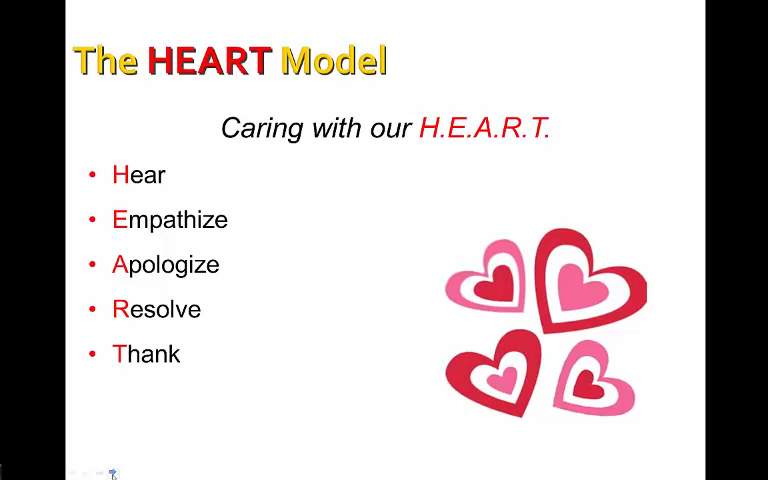 The HEART Model
Caring with our H.E.A.R.T.
• Hear
• Empathize
• Apologize
• Resolve
• Thank